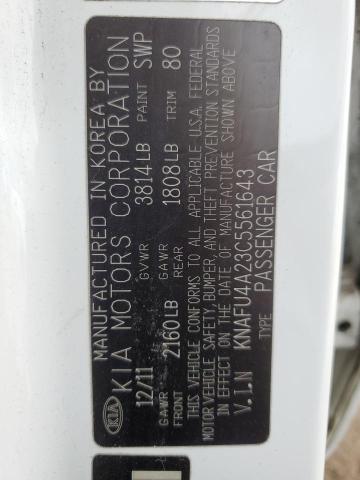 MANUFACTURED IN KOREA BY
KIA KIA MOTORS CORPORATION
12/11 GVWR 3814LB PAINT SWP
GAWR FRONT 2160LB GAWR REAR 1808LB TRIM 80
THIS VEHICLE CONFORMS TO ALL APPLICABLE U.S.A. FEDERAL
MOTOR VEHICLE SAFETY, BUMPER, AND THEFT PREVENTION STANDARDS
IN EFFECT ON THE DATE OF MANUFACTURE SHOWN ABOVE
V.I.N KNAFU4A23C5561643
TYPE PASSENGER CAR